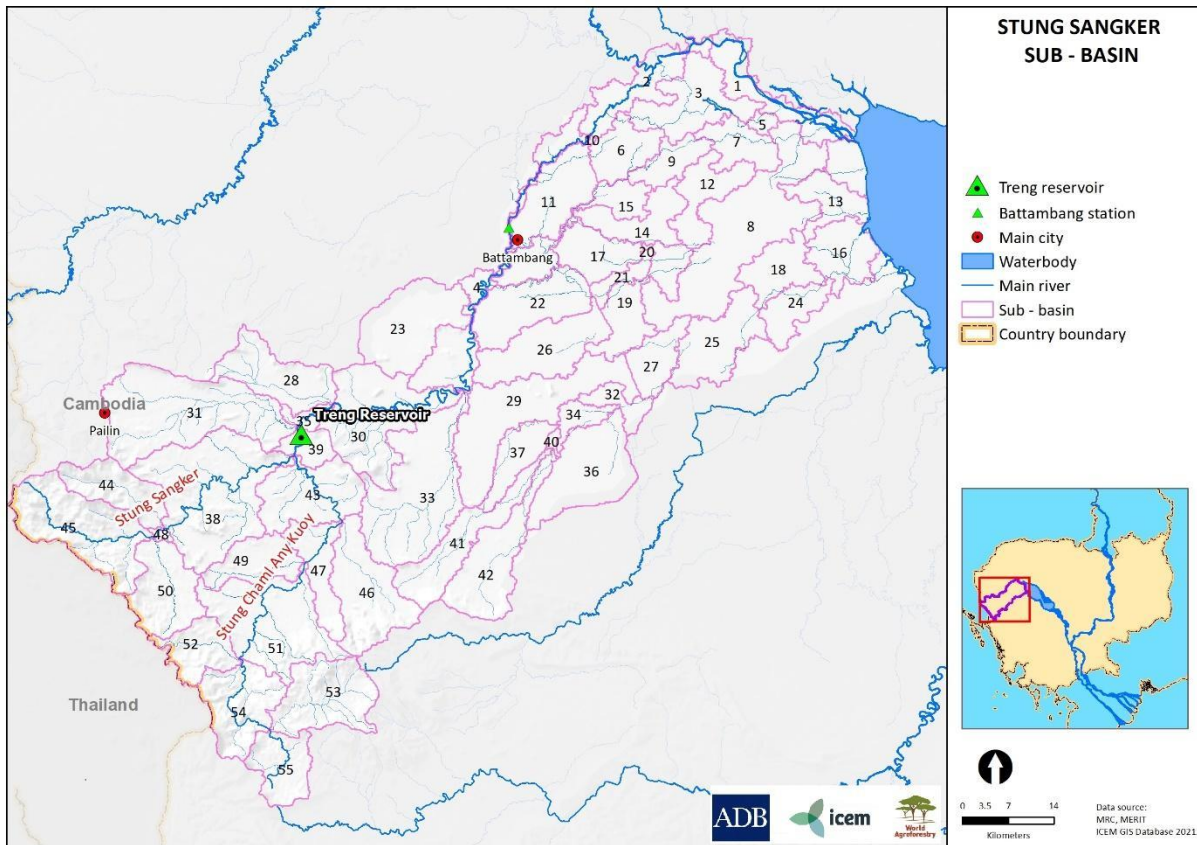 STUNG SANGKER
SUB - BASIN
Treng reservoir
Battambang station
Main city
Waterbody
Main river
Sub - basin
Country boundary
1
2
3
5
10
6
9
7
12
11
15
13
14
8
Battambang
17
20
16
21
18
4
22
19
24
23
26
25
27
28
29
32
Cambodia
31
35
Treng Reservoir
34
Pailin
30
39
37
40
36
44
Stung Sangker
43
33
45
38
48
41
49
47
42
50
46
Stung Chaml Any Kuoy
52
51
53
Thailand
54
55
ADB
icem
World
Agroforestry
0 3.5 7 14
Kilometers
Data source:
MRC, MERIT
ICEM GIS Database 2021